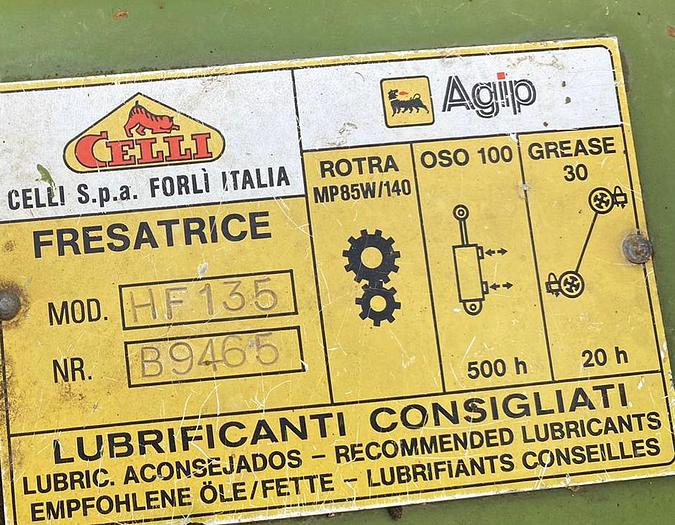 CELLI
CELLI S.p.a. FORLÌ ITALIA
FRESATRICE
MOD. HF135
NR. B9465
Agip
ROTRA
MP85W/140
OSO 100
500 h
GREASE
30
20 h
LUBRIFICANTI CONSIGLIATI
LUBRIC. ACONSEJADOS – RECOMMENDED LUBRICANTS
EMPFOHLENE ÖLE/FETTE – LUBRIFIANTS CONSEILLES